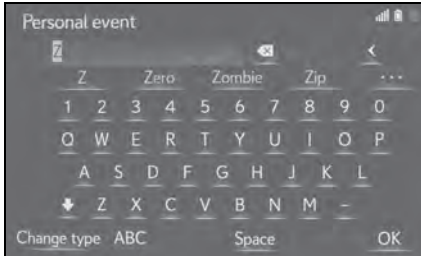 Personal event
Z
Z Zero Zombie Zip ...
1 2 3 4 5 6 7 8 9 0
Q W E R T Y U I O P
A S D F G H J K L
Z X C V B N M -
Change type ABC Space OK